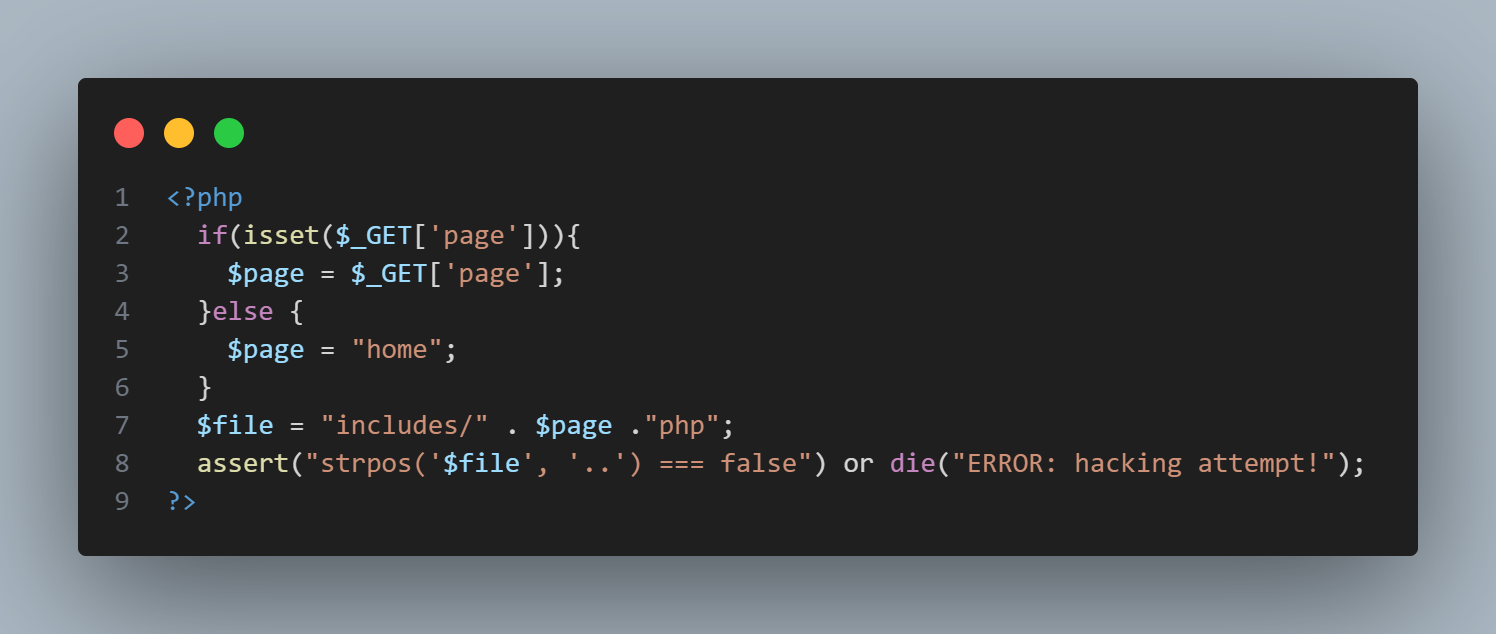 1 <?php
2   if(isset($_GET['page'])){
3     $page = $_GET['page'];
4   }else {
5     $page = "home";
6   }
7   $file = "includes/" . $page ."php";
8   assert("strpos('$file', '..') === false") or die("ERROR: hacking attempt!");
9 ?>